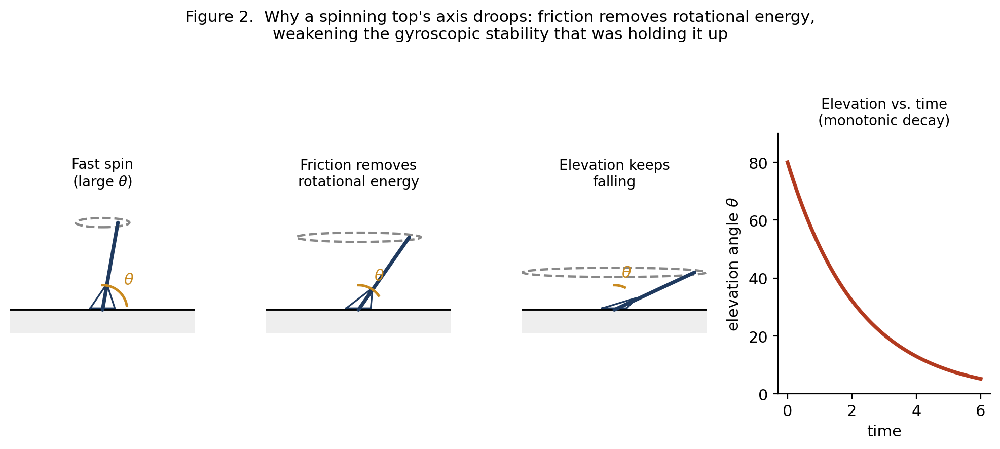 Figure 2.  Why a spinning top's axis droops: friction removes rotational energy,
weakening the gyroscopic stability that was holding it up
Fast spin
(large θ)
θ
Friction removes
rotational energy
θ
Elevation keeps
falling
θ
Elevation vs. time
(monotonic decay)
elevation angle θ
80
60
40
20
0
0 2 4 6
time